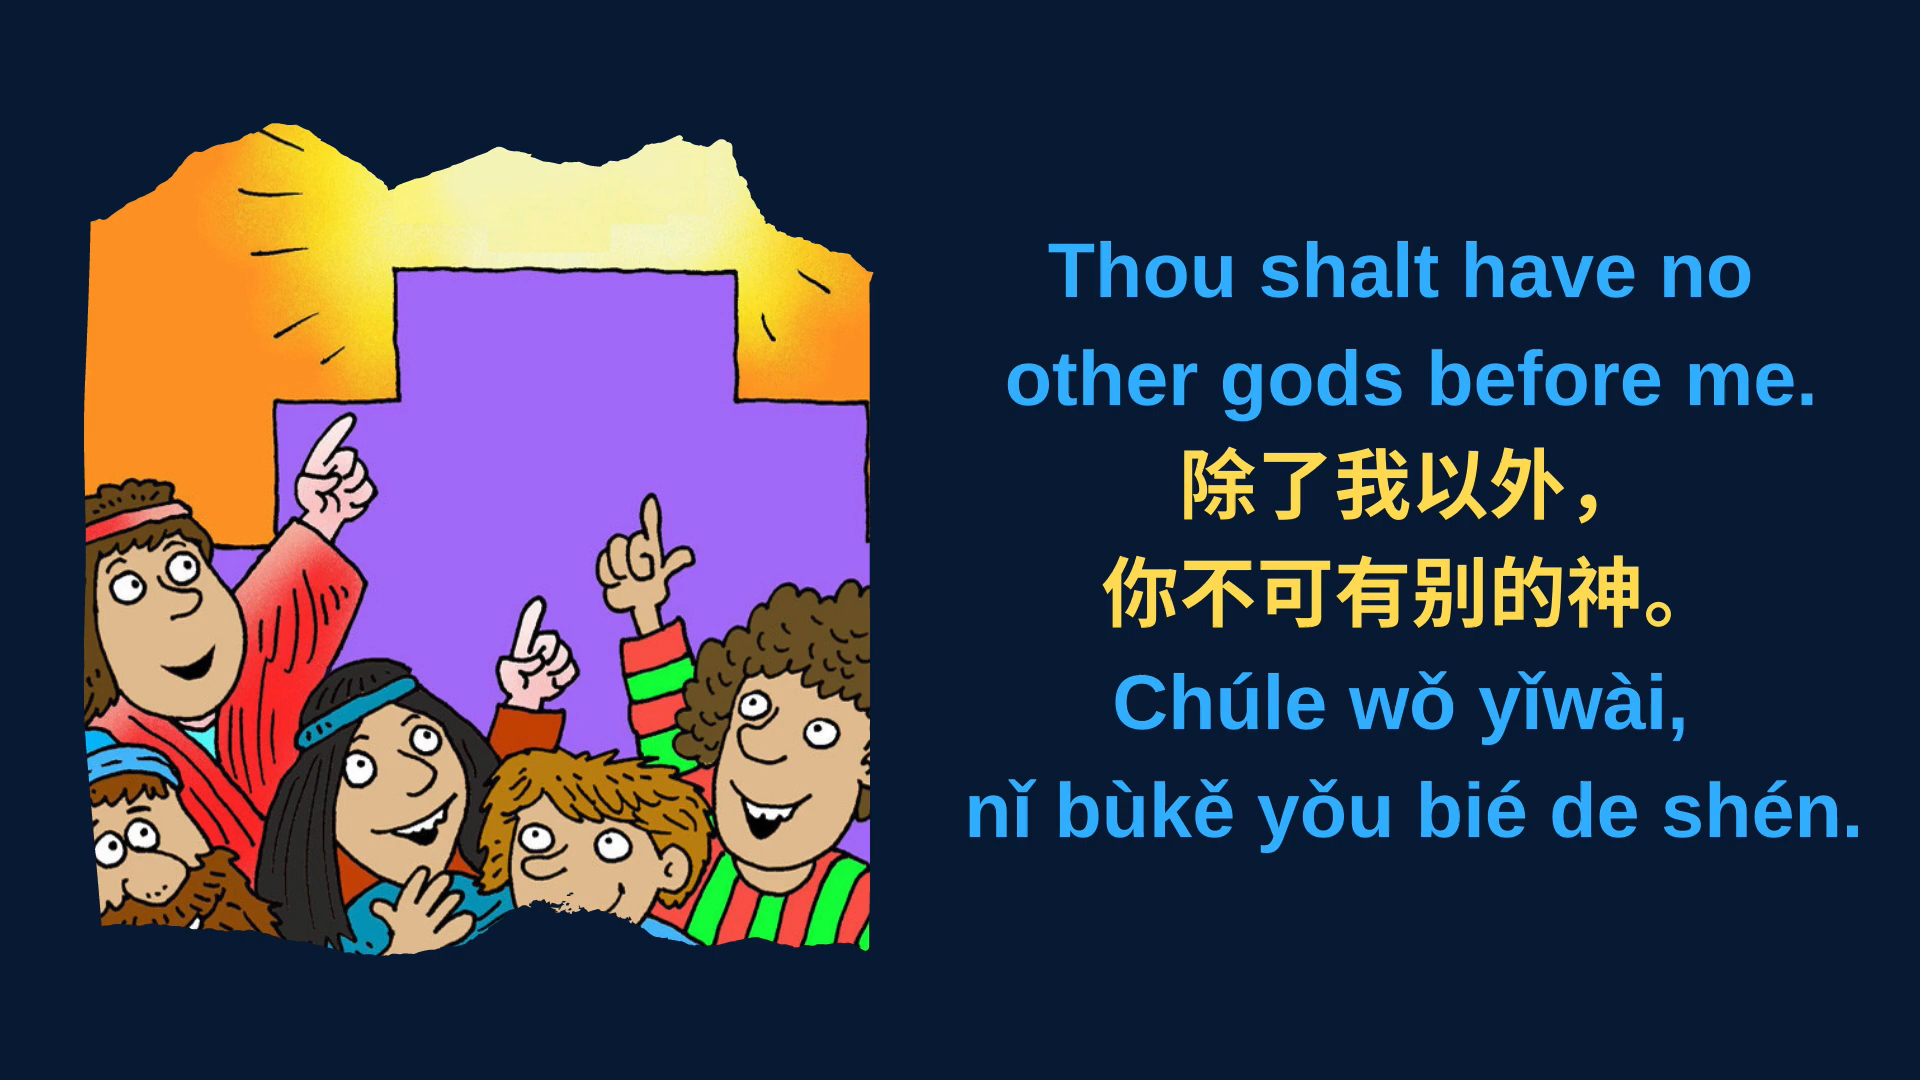 Thou shalt have no
other gods before me.
除了我以外，
你不可有别的神。
Chúle wǒ yǐwài,
nǐ bùkě yǒu bié de shén.